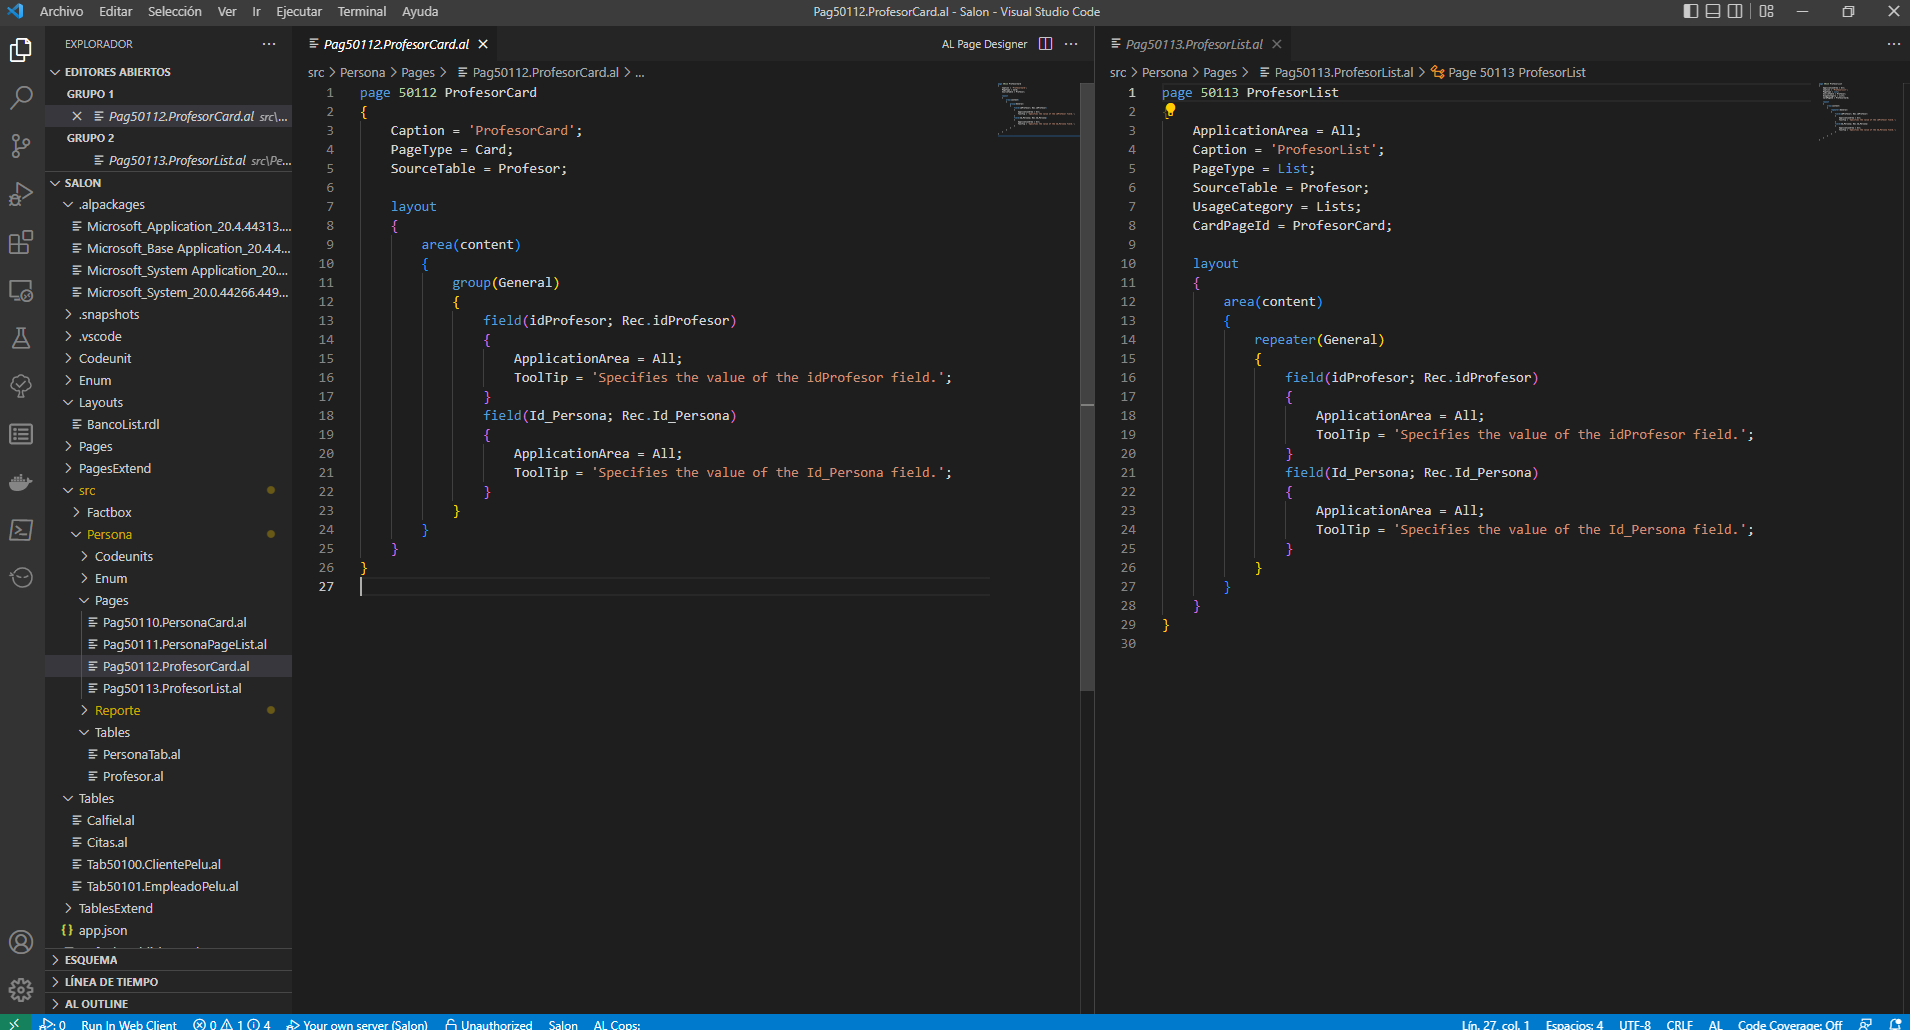 Archivo Editar Selección Ver Ir Ejecutar Terminal Ayuda
Pag50112.ProfesorCard.al - Salon - Visual Studio Code
EXPLORADOR
EDITORES ABIERTOS
GRUPO 1
Pag50112.ProfesorCard.al src\...
GRUPO 2
Pag50113.ProfesorList.al src\Pe...
SALON
.alpackages
Microsoft_Application_20.4.44313....
Microsoft_Base Application_20.4.4...
Microsoft_System Application_20....
Microsoft_System_20.0.44266.449...
.snapshots
.vscode
Codeunit
Enum
Layouts
BancoList.rdl
Pages
PagesExtend
src
Factbox
Persona
Codeunits
Enum
Pages
Pag50110.PersonaCard.al
Pag50111.PersonaPageList.al
Pag50112.ProfesorCard.al
Pag50113.ProfesorList.al
Reporte
Tables
PersonaTab.al
Profesor.al
Tables
Calfiel.al
Citas.al
Tab50100.ClientePelu.al
Tab50101.EmpleadoPelu.al
TablesExtend
{} app.json
ESQUEMA
LÍNEA DE TIEMPO
AL OUTLINE
Pag50112.ProfesorCard.al
AL Page Designer
src > Persona > Pages > Pag50112.ProfesorCard.al > ...
1 page 50112 ProfesorCard
2 {
3 Caption = 'ProfesorCard';
4 PageType = Card;
5 SourceTable = Profesor;
6
7 layout
8 {
9 area(content)
10 {
11 group(General)
12 {
13 field(idProfesor; Rec.idProfesor)
14 {
15 ApplicationArea = All;
16 ToolTip = 'Specifies the value of the idProfesor field.';
17 }
18 field(Id_Persona; Rec.Id_Persona)
19 {
20 ApplicationArea = All;
21 ToolTip = 'Specifies the value of the Id_Persona field.';
22 }
23 }
24 }
25 }
26 }
27
Pag50113.ProfesorList.al
src > Persona > Pages > Pag50113.ProfesorList.al > Page 50113 ProfesorList
1 page 50113 ProfesorList
2
3 ApplicationArea = All;
4 Caption = 'ProfesorList';
5 PageType = List;
6 SourceTable = Profesor;
7 UsageCategory = Lists;
8 CardPageId = ProfesorCard;
9
10 layout
11 {
12 area(content)
13 {
14 repeater(General)
15 {
16 field(idProfesor; Rec.idProfesor)
17 {
18 ApplicationArea = All;
19 ToolTip = 'Specifies the value of the idProfesor field.';
20 }
21 field(Id_Persona; Rec.Id_Persona)
22 {
23 ApplicationArea = All;
24 ToolTip = 'Specifies the value of the Id_Persona field.';
25 }
26 }
27 }
28 }
29 }
30
0 Run In Web Client 0 1 4 Your own server (Salon) Unauthorized Salon AL Cops: Lín. 27, col. 1 Espacios: 4 UTF-8 CRLF AL Code Coverage: Off